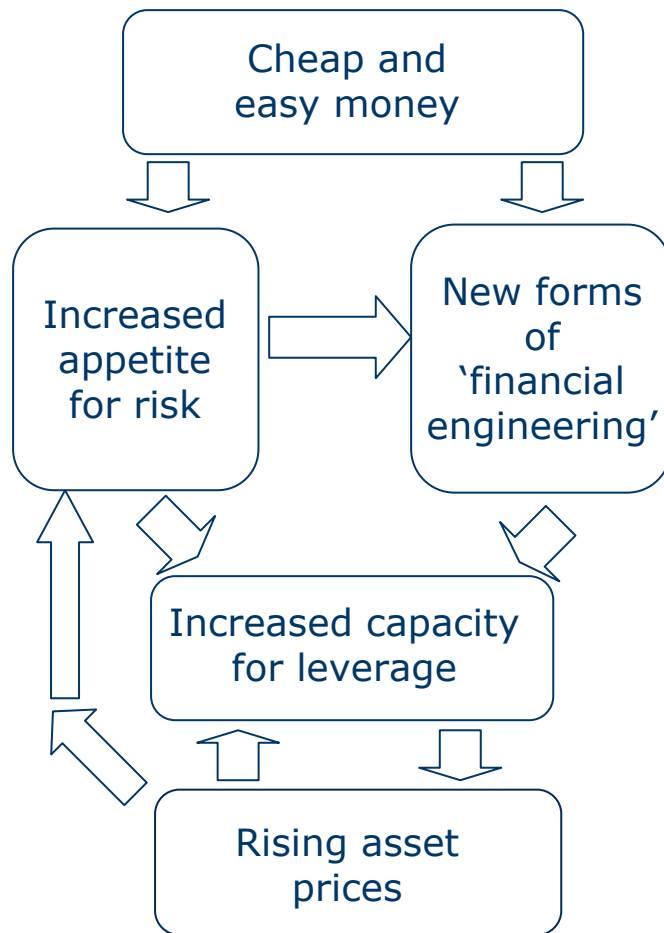 Cheap and
easy money
Increased
appetite
for risk
New forms
of
‘financial
engineering’
Increased capacity
for leverage
Rising asset
prices